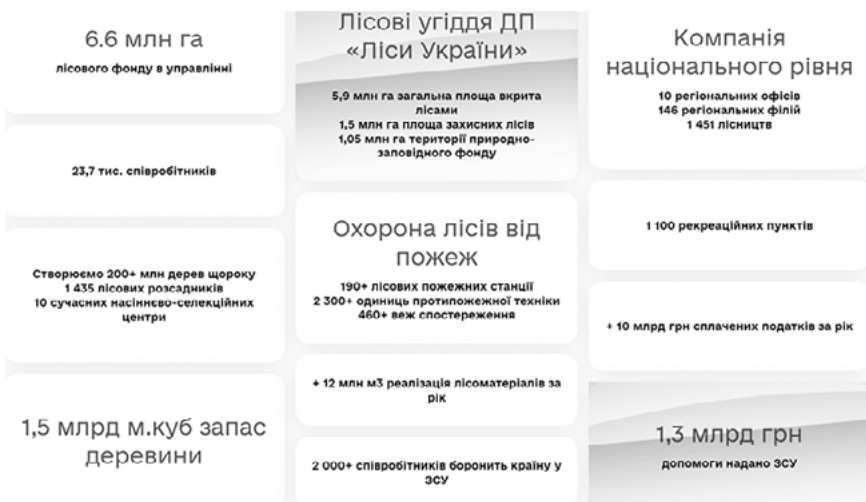 6.6 млн га
лісового фонду в управлінні
23,7 тис. співробітників
Створюємо 200+ млн дерев щороку
1 435 лісових розсадників
10 сучасних насіннєво-селекційних
центри
1,5 млрд м.куб запас
деревини
Лісові угіддя ДП
«Ліси України»
5,9 млн га загальна площа вкрита
лісами
1,5 млн га площа захисних лісів
1,05 млн га території природно-
заповідного фонду
Охорона лісів від
пожеж
190+ лісових пожежних станції
2 300+ одиниць протипожежної техніки
460+ веж спостереження
+ 12 млн м3 реалізація лісоматеріалів за
рік
2 000+ співробітників боронить країну у
ЗСУ
Компанія
національного рівня
10 регіональних офісів
146 регіональних філій
1 451 лісництв
1 100 рекреаційних пунктів
+ 10 млрд грн сплачених податків за рік
1,3 млрд грн
допомоги надано ЗСУ